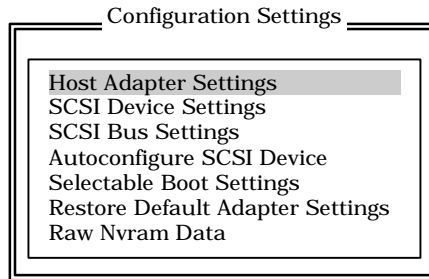 Configuration Settings
Host Adapter Settings
SCSI Device Settings
SCSI Bus Settings
Autoconfigure SCSI Device
Selectable Boot Settings
Restore Default Adapter Settings
Raw Nvram Data